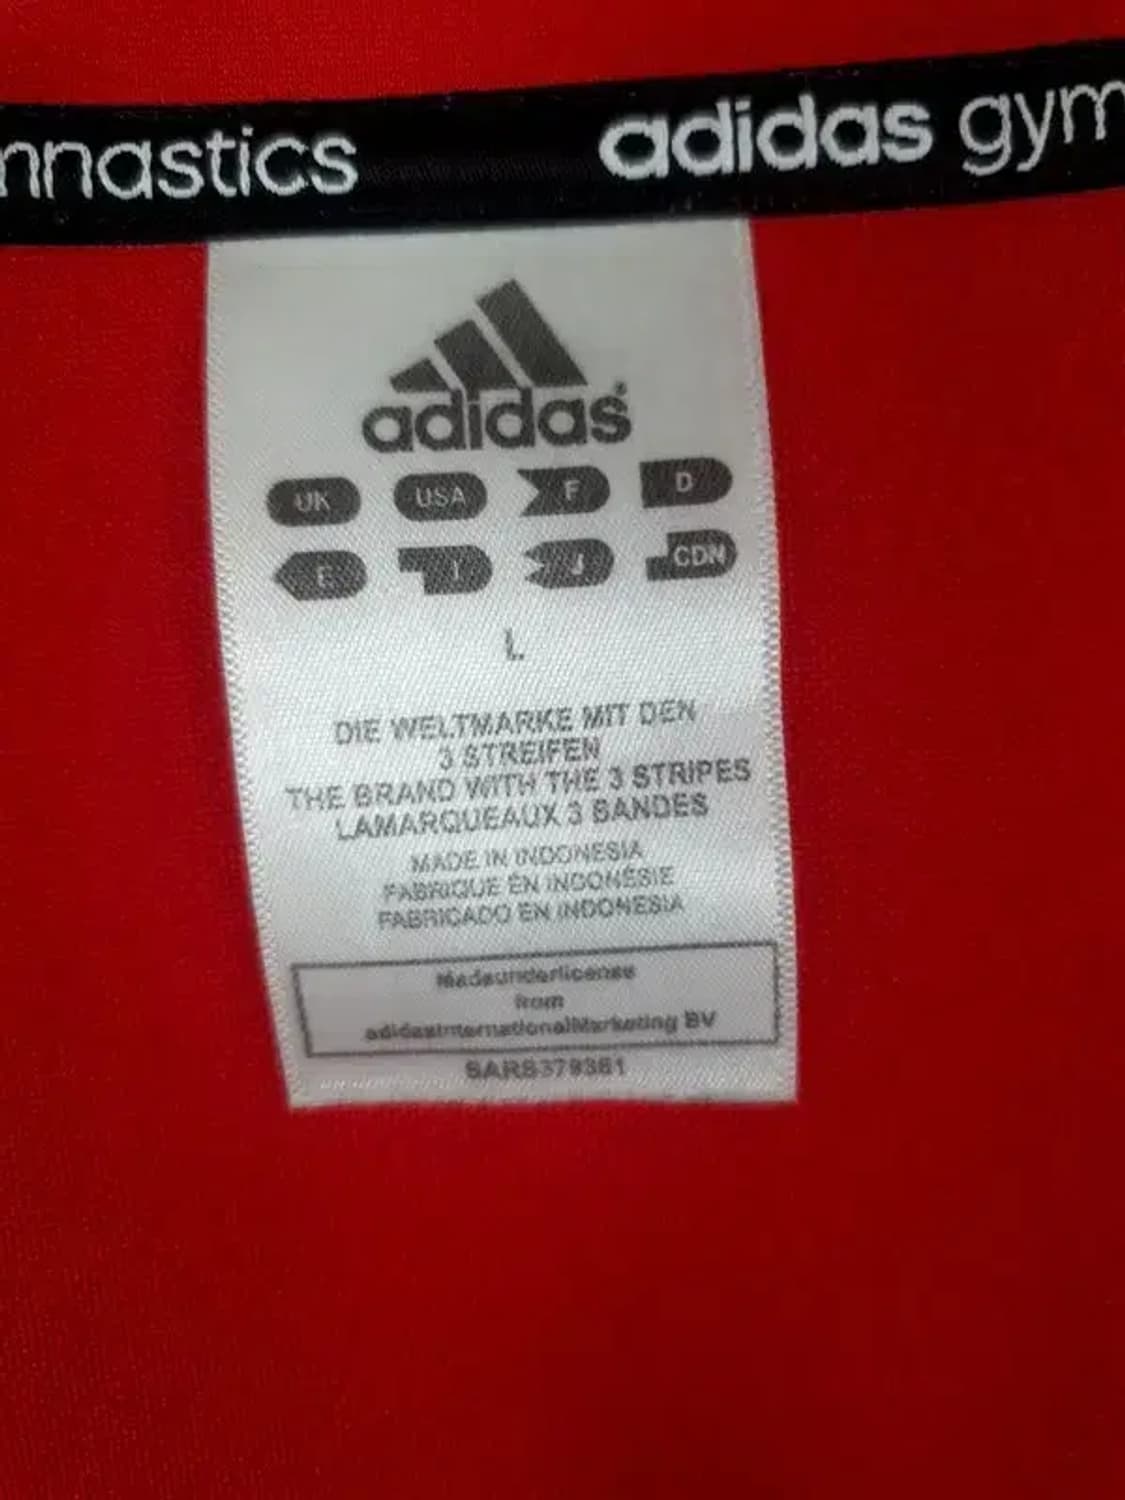 nnastics adidas gym
adidas®
UK USA F D
E I J CDN
L
DIE WELTMARKE MIT DEN
3 STREIFEN
THE BRAND WITH THE 3 STRIPES
LAMARQUEAUX 3 BANDES
MADE IN INDONESIA
FABRIQUE EN INDONÉSIE
FABRICADO EN INDONESIA
Madeunderlicense
from
adidasInternationalMarketing BV